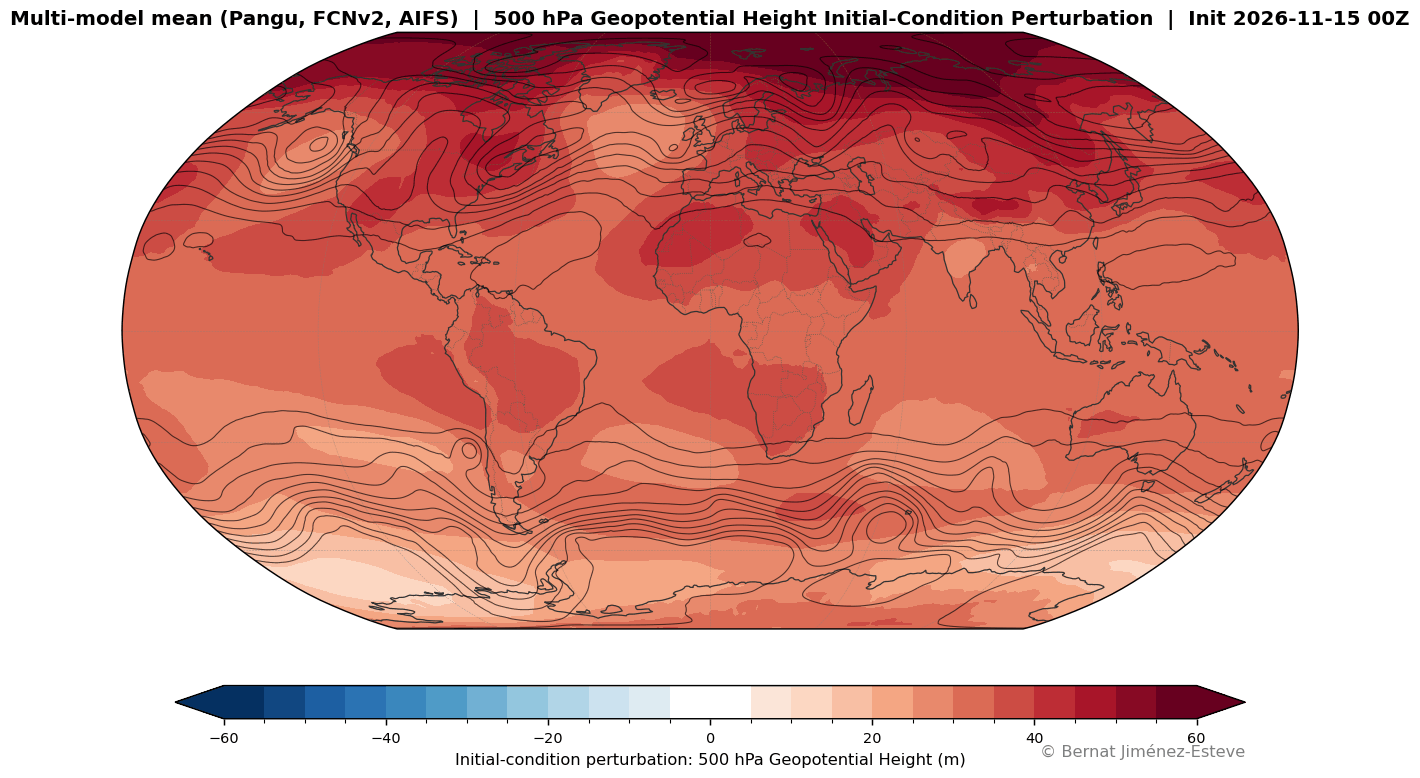 Multi-model mean (Pangu, FCNv2, AIFS) | 500 hPa Geopotential Height Initial-Condition Perturbation | Init 2026-11-15 00Z
−60 −40 −20 0 20 40 60
Initial-condition perturbation: 500 hPa Geopotential Height (m)
© Bernat Jiménez-Esteve